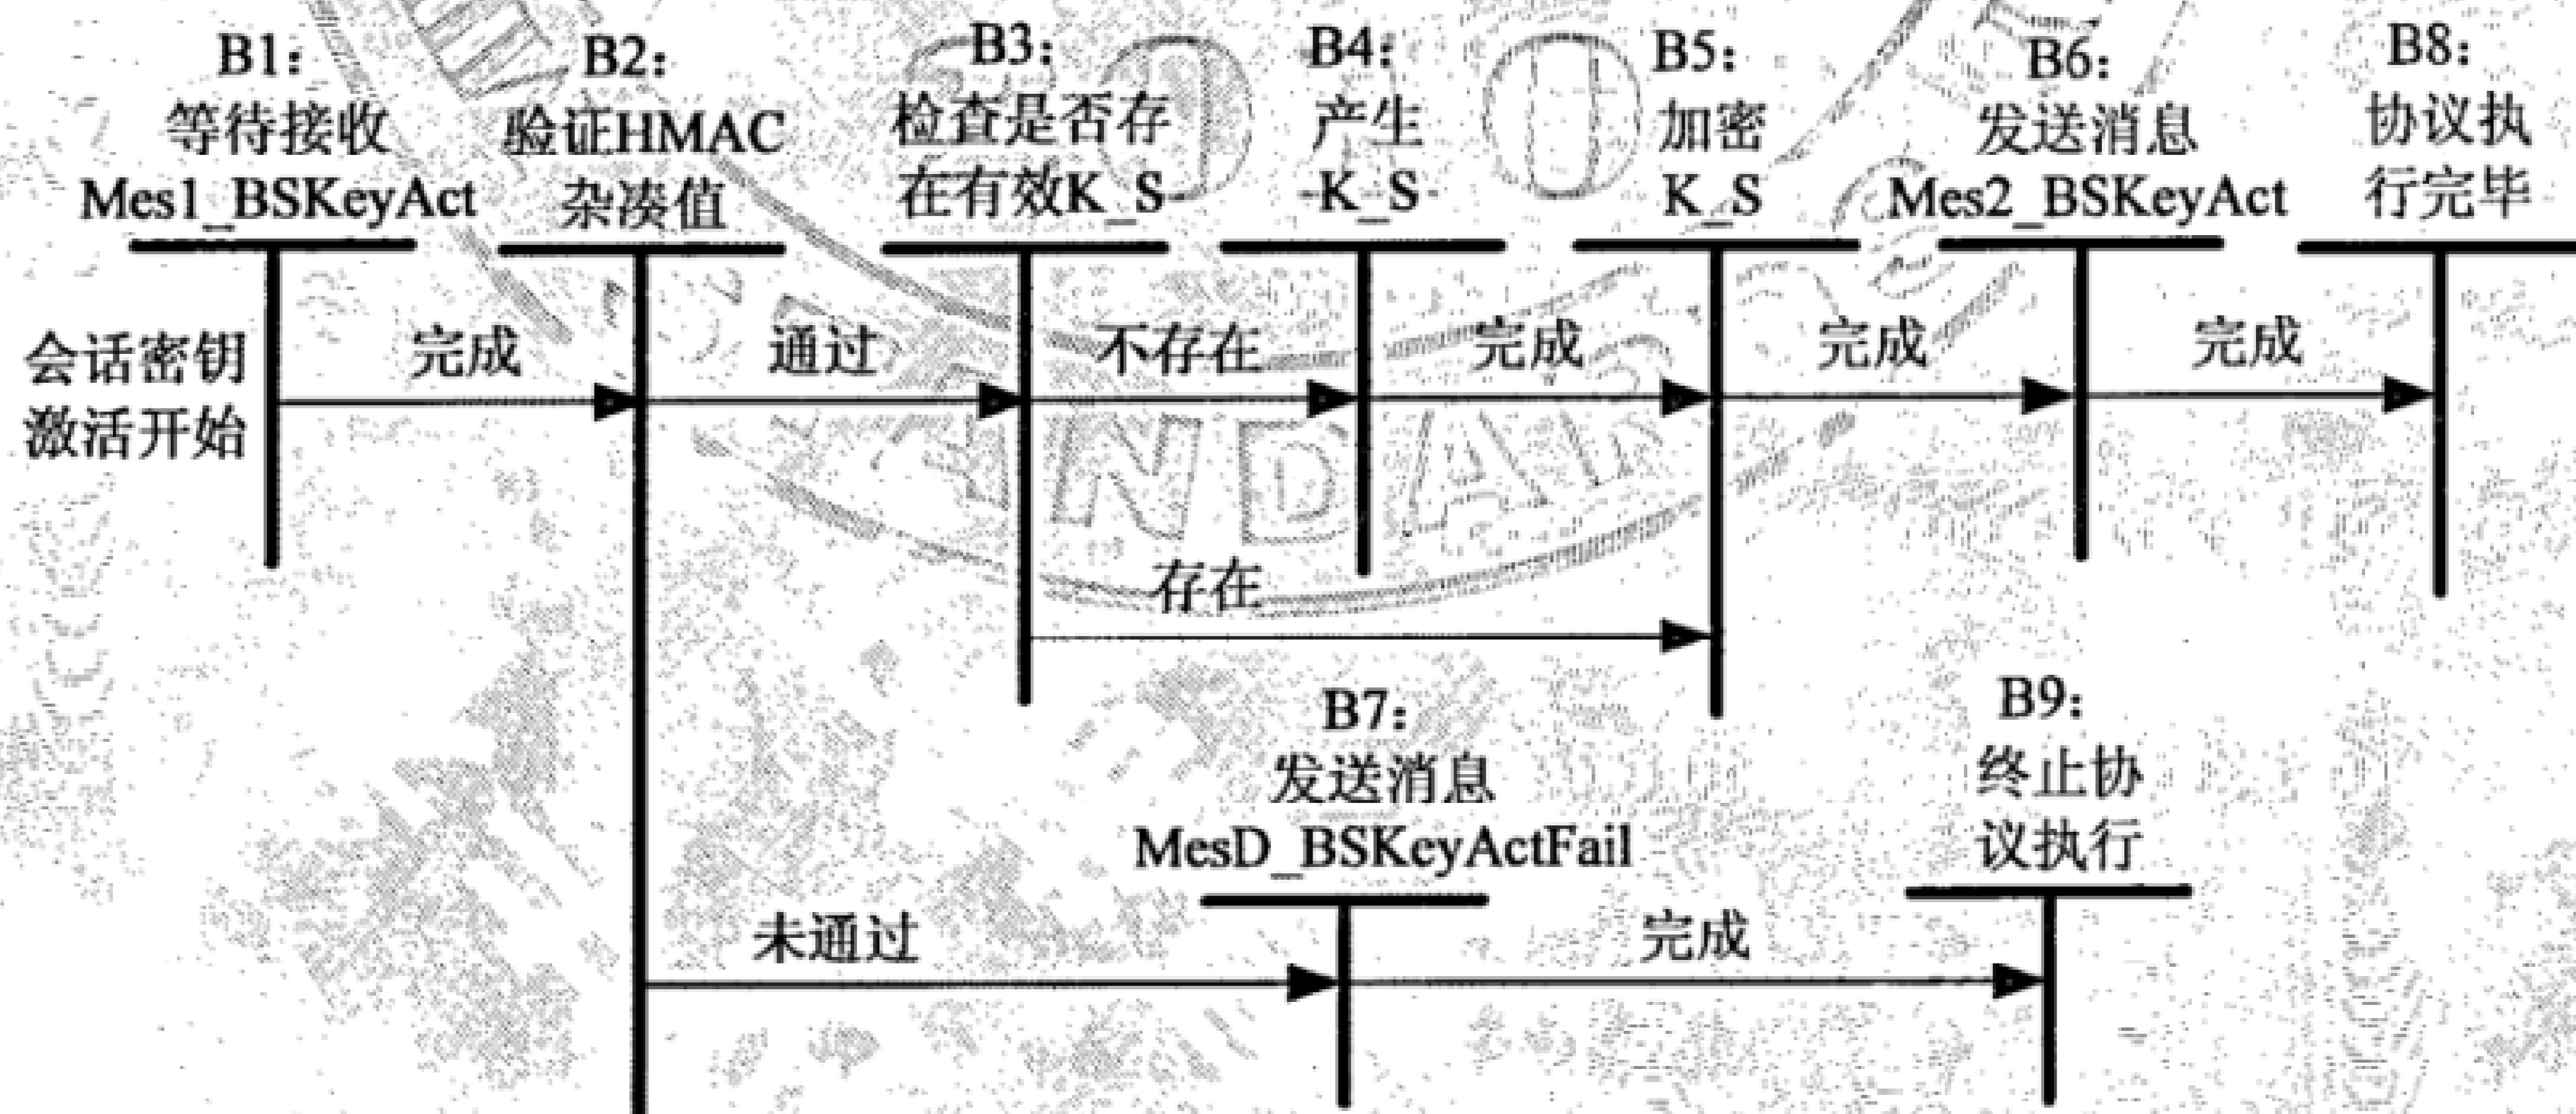 B1:
等待接收
Mes1_BSKeyAct
B2:
验证HMAC
杂凑值
B3:
检查是否存
在有效K_S
B4:
产生
K_S
B5:
加密
K_S
B6:
发送消息
Mes2_BSKeyAct
B8:
协议执
行完毕
会话密钥
激活开始
完成
通过
不存在
完成
完成
完成
存在
B7:
发送消息
MesD_BSKeyActFail
B9:
终止协
议执行
未通过
完成